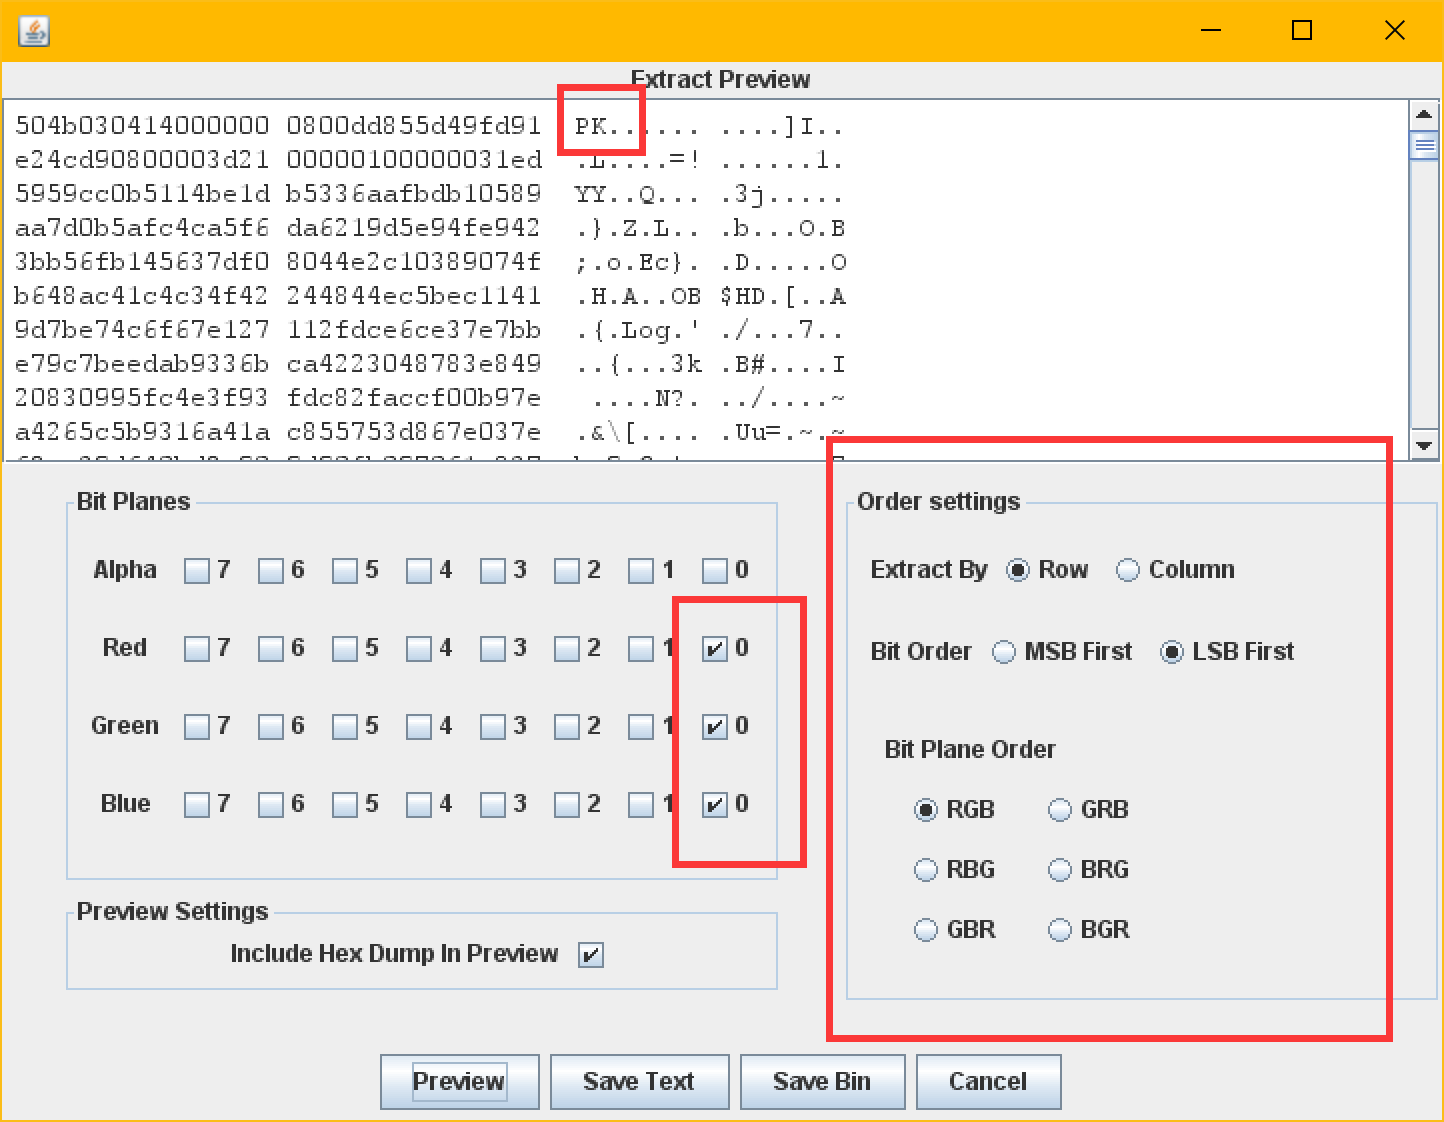 Extract Preview
504b030414000000 0800dd855d49fd91 PK...... ....]I..
e24cd90800003d21 00000100000031ed .L....=! ......1.
5959cc0b5114be1d b5336aafbdb10589 YY..Q... .3j.....
aa7d0b5afc4ca5f6 da6219d5e94fe942 .}.Z.L.. .b...O.B
3bb56fb145637df0 8044e2c10389074f ;.o.Ec}. .D.....O
b648ac41c4c34f42 244844ec5bec1141 .H.A..OB $HD.[..A
9d7be74c6f67e127 112fdce6ce37e7bb .{.Log.' ./...7..
e79c7beedab9336b ca4223048783e849 ..{...3k .B#....I
20830995fc4e3f93 fdc82faccf00b97e ....N?. ../....~
a4265c5b9316a41a c855753d867e037e .&\[.... .Uu=.~.~
Bit Planes
Alpha 7 6 5 4 3 2 1 0
Red 7 6 5 4 3 2 1 0
Green 7 6 5 4 3 2 1 0
Blue 7 6 5 4 3 2 1 0
Preview Settings
Include Hex Dump In Preview
Order settings
Extract By Row Column
Bit Order MSB First LSB First
Bit Plane Order
RGB GRB
RBG BRG
GBR BGR
Preview Save Text Save Bin Cancel